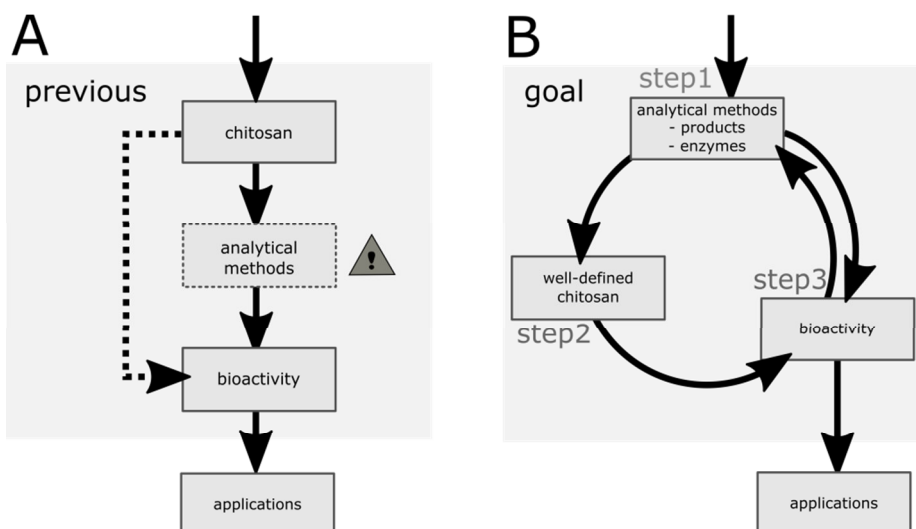 A
previous
chitosan
analytical
methods
!
bioactivity
applications
B
goal
step1
analytical methods
- products
- enzymes
well-defined
chitosan
step2
step3
bioactivity
applications